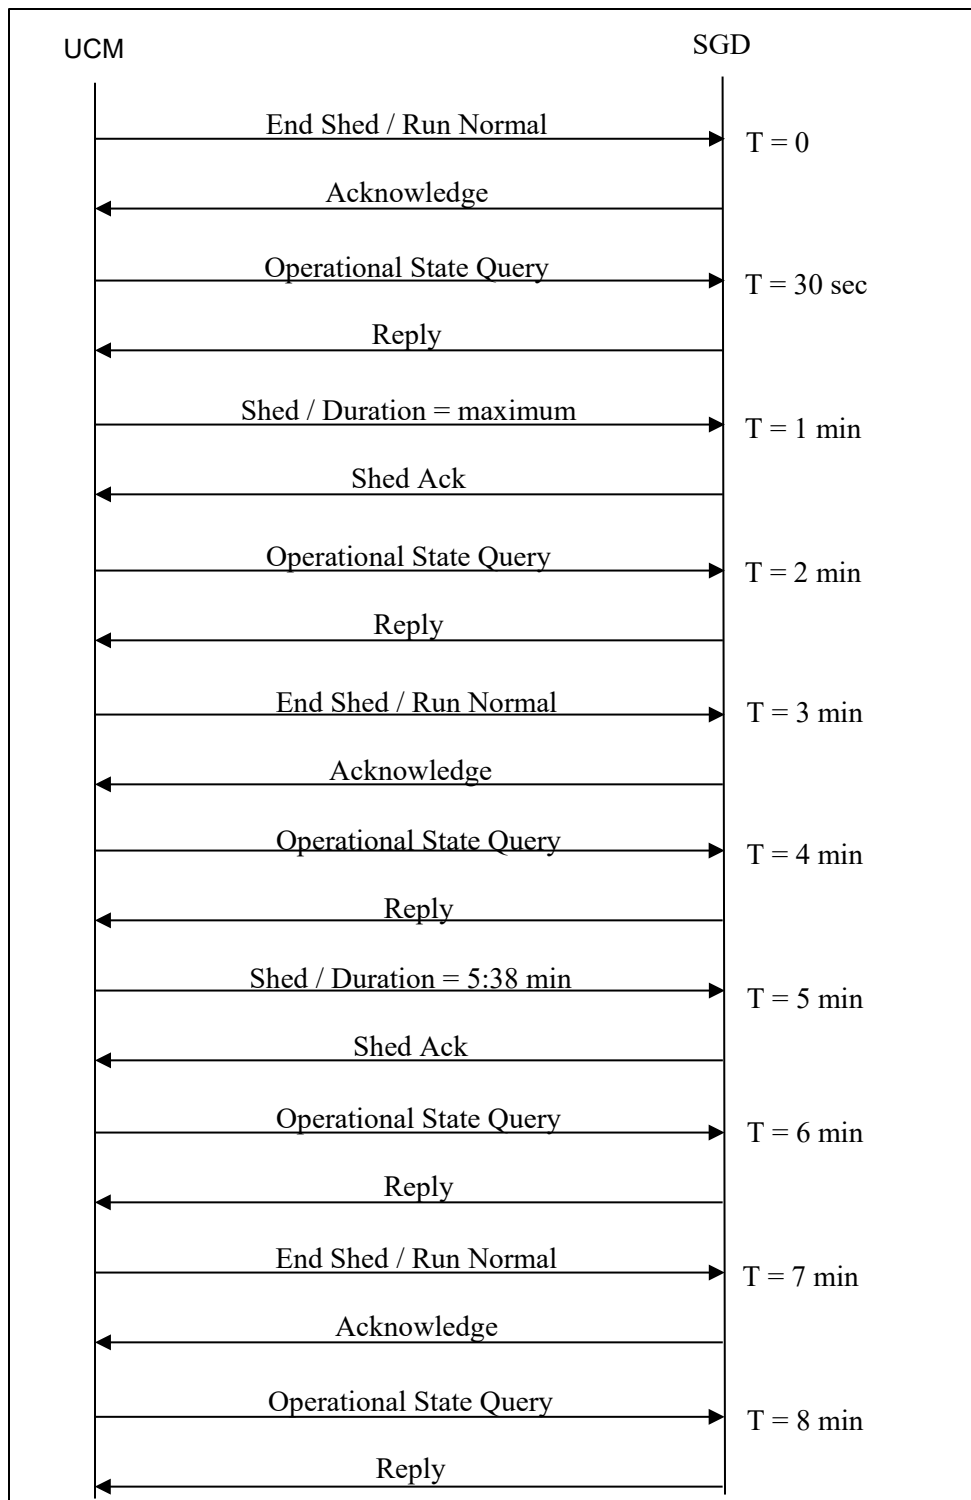 UCM
SGD
End Shed / Run Normal
T = 0
Acknowledge
Operational State Query
T = 30 sec
Reply
Shed / Duration = maximum
T = 1 min
Shed Ack
Operational State Query
T = 2 min
Reply
End Shed / Run Normal
T = 3 min
Acknowledge
Operational State Query
T = 4 min
Reply
Shed / Duration = 5:38 min
T = 5 min
Shed Ack
Operational State Query
T = 6 min
Reply
End Shed / Run Normal
T = 7 min
Acknowledge
Operational State Query
T = 8 min
Reply